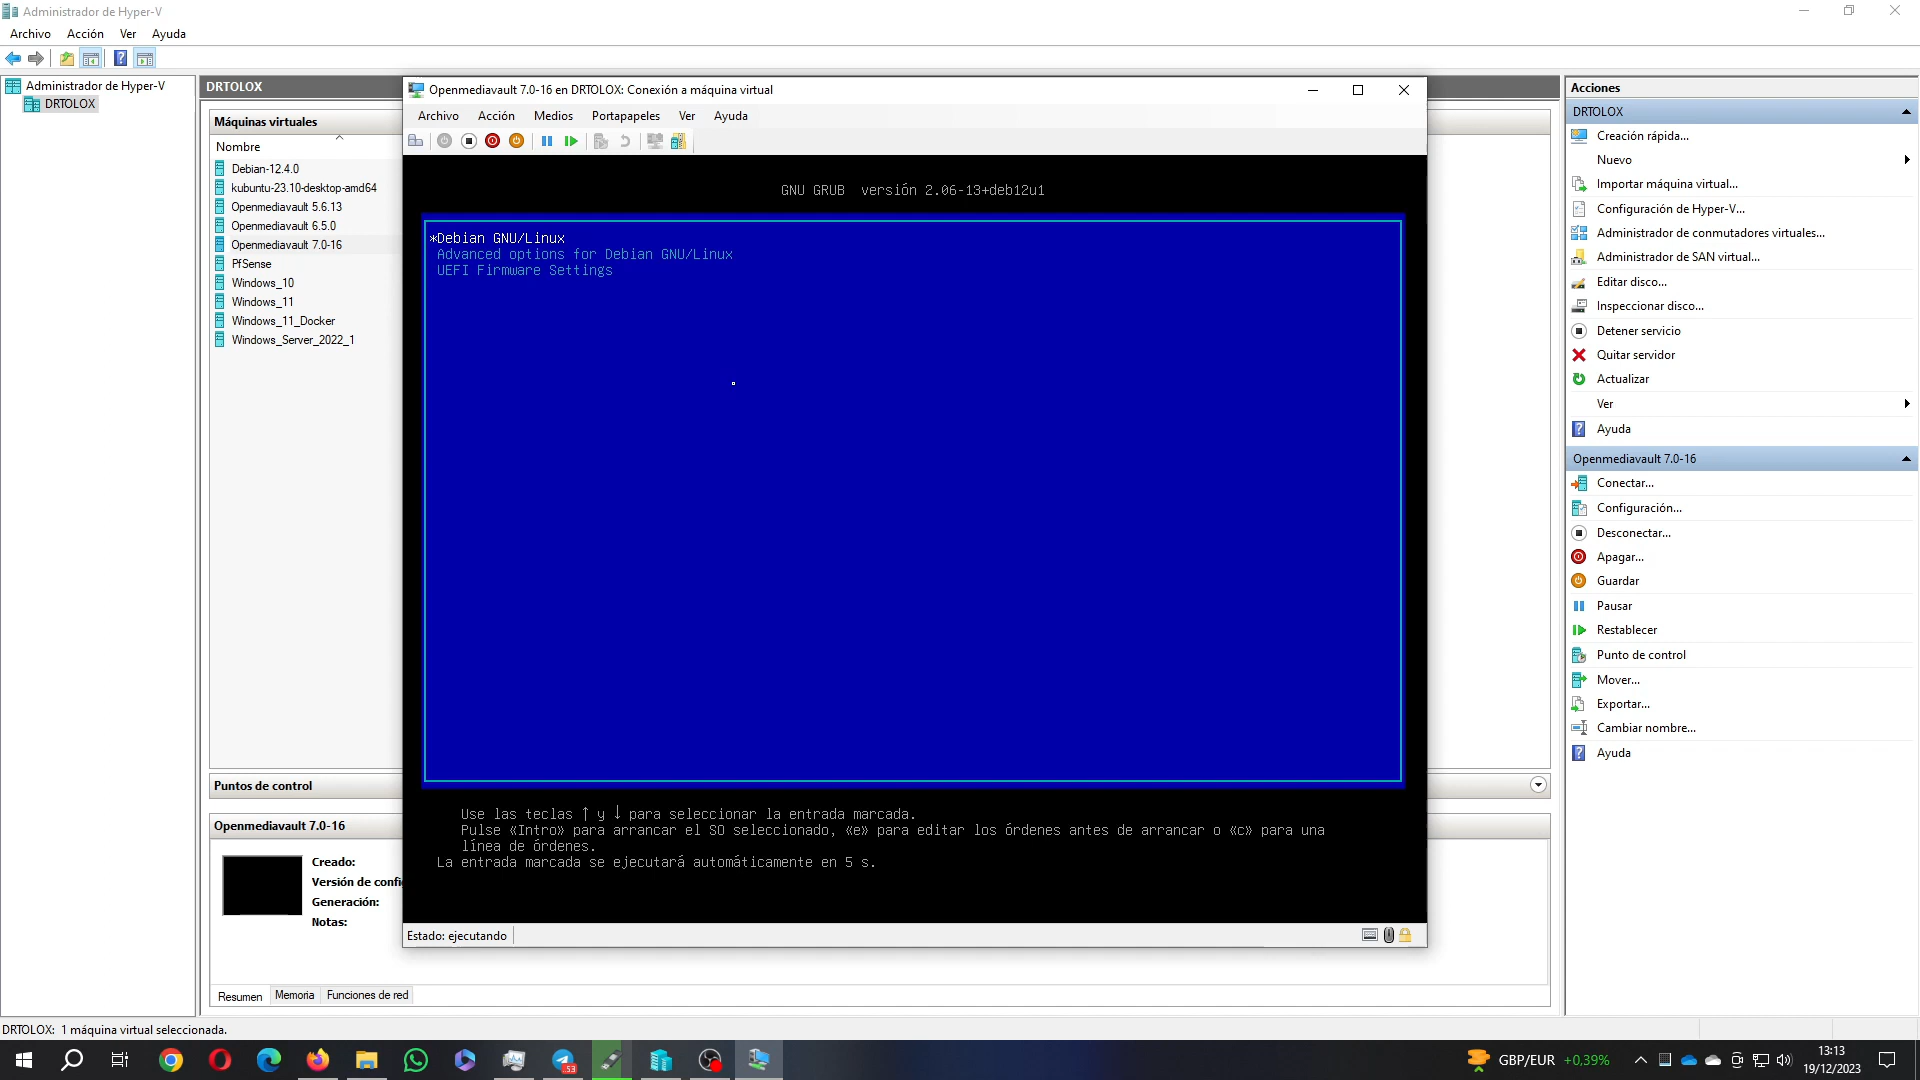 Administrador de Hyper-V
Archivo Acción Ver Ayuda
Administrador de Hyper-V
DRTOLOX
DRTOLOX
Máquinas virtuales
Nombre
Debian-12.4.0
kubuntu-23.10-desktop-amd64
Openmediavault 5.6.13
Openmediavault 6.5.0
Openmediavault 7.0-16
PfSense
Windows_10
Windows_11
Windows_11_Docker
Windows_Server_2022_1
Puntos de control
Openmediavault 7.0-16
Creado:
Versión de confi
Generación:
Notas:
Resumen Memoria Funciones de red
Openmediavault 7.0-16 en DRTOLOX: Conexión a máquina virtual
Archivo Acción Medios Portapapeles Ver Ayuda
GNU GRUB versión 2.06-13+deb12u1
*Debian GNU/Linux
Advanced options for Debian GNU/Linux
UEFI Firmware Settings
Use las teclas ↑ y ↓ para seleccionar la entrada marcada.
Pulse «Intro» para arrancar el SO seleccionado, «e» para editar los órdenes antes de arrancar o «c» para una
línea de órdenes.
La entrada marcada se ejecutará automáticamente en 5 s.
Estado: ejecutando
Acciones
DRTOLOX
Creación rápida...
Nuevo
Importar máquina virtual...
Configuración de Hyper-V...
Administrador de conmutadores virtuales...
Administrador de SAN virtual...
Editar disco...
Inspeccionar disco...
Detener servicio
Quitar servidor
Actualizar
Ver
Ayuda
Openmediavault 7.0-16
Conectar...
Configuración...
Desconectar...
Apagar...
Guardar
Pausar
Restablecer
Punto de control
Mover...
Exportar...
Cambiar nombre...
Ayuda
DRTOLOX: 1 máquina virtual seleccionada.
53
GBP/EUR +0,39%
13:13
19/12/2023